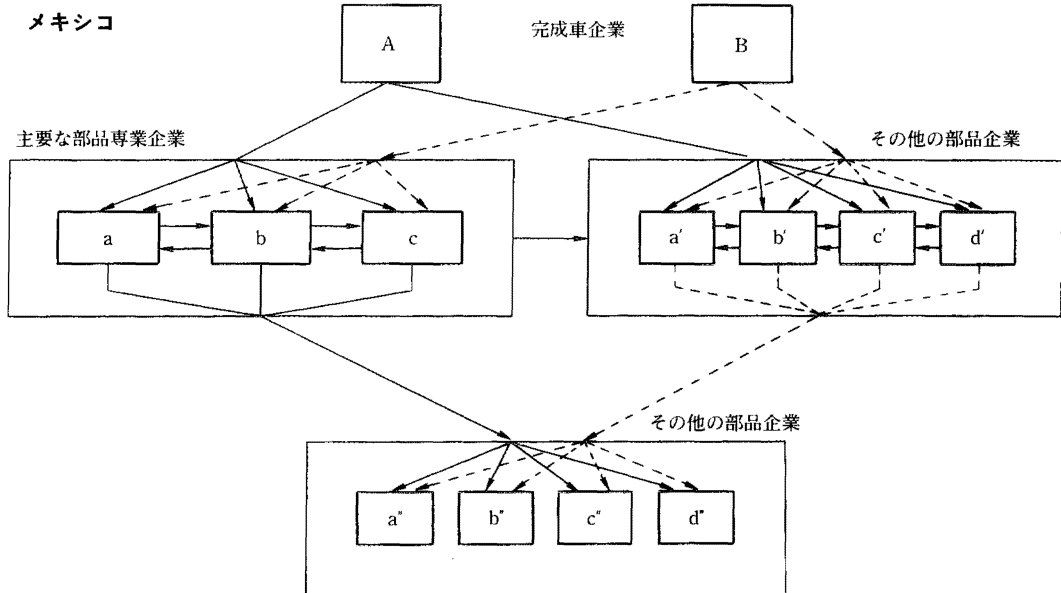 メキシコ
完成車企業
A
B
主要な部品専業企業
その他の部品企業
a
b
c
a′
b′
c′
d′
その他の部品企業
a″
b″
c″
d″